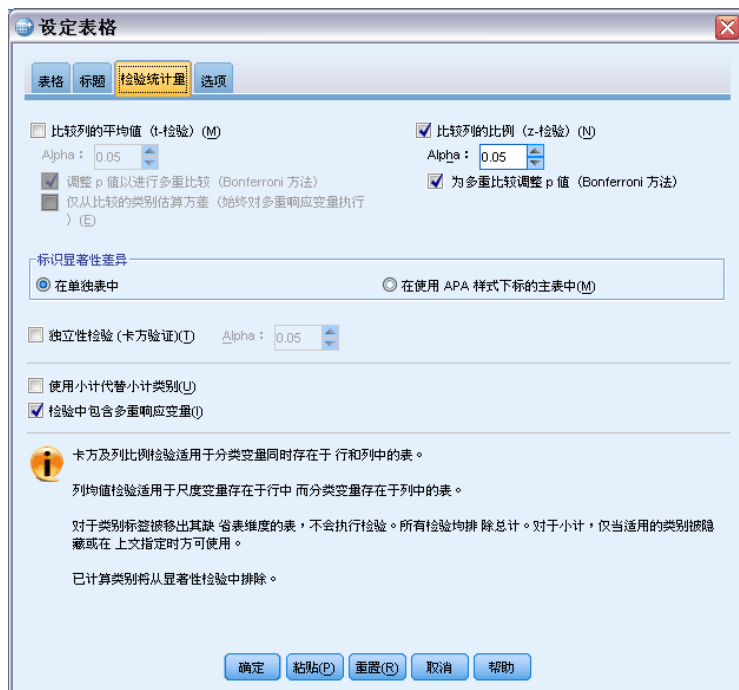 设定表格
表格 标题 检验统计量 选项
比较列的平均值（t-检验）(M)
Alpha： 0.05
调整 p 值以进行多重比较（Bonferroni 方法）
仅从比较的类别估算方差（始终对多重响应变量执行
）(E)
比较列的比例（z-检验）(N)
Alpha： 0.05
为多重比较调整 p 值（Bonferroni 方法）
标识显著性差异
在单独表中
在使用 APA 样式下标的主表中(M)
独立性检验 (卡方验证)(T) Alpha： 0.05
使用小计代替小计类别(U)
检验中包含多重响应变量(I)
卡方及列比例检验适用于分类变量同时存在于 行和列中的表。
列均值检验适用于尺度变量存在于行中 而分类变量存在于列中的表。
对于类别标签被移出其缺 省表维度的表，不会执行检验。所有检验均排 除总计。对于小计，仅当适用的类别被隐
藏或在 上文指定时方可使用。
已计算类别将从显著性检验中排除。
确定 粘贴(P) 重置(R) 取消 帮助